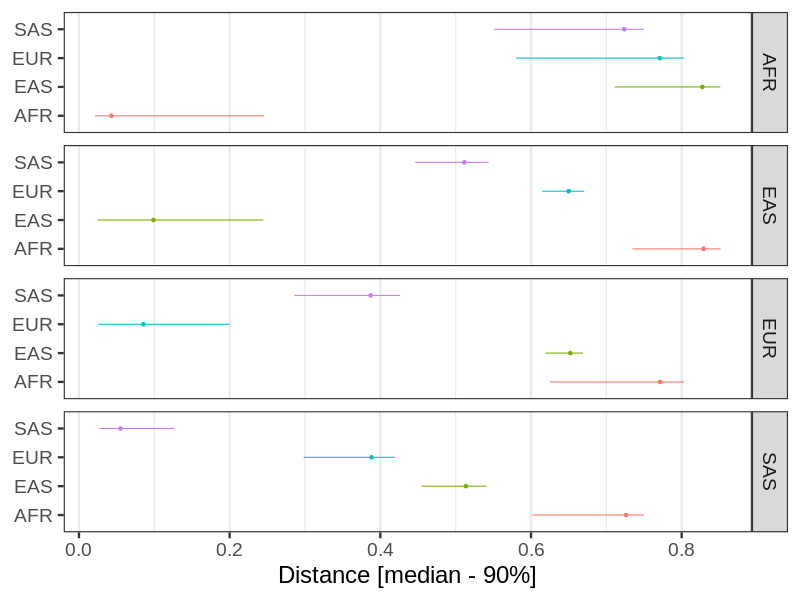 SAS
EUR
EAS
AFR
AFR
SAS
EUR
EAS
AFR
EAS
SAS
EUR
EAS
AFR
EUR
SAS
EUR
EAS
AFR
SAS
0.0 0.2 0.4 0.6 0.8
Distance [median - 90%]